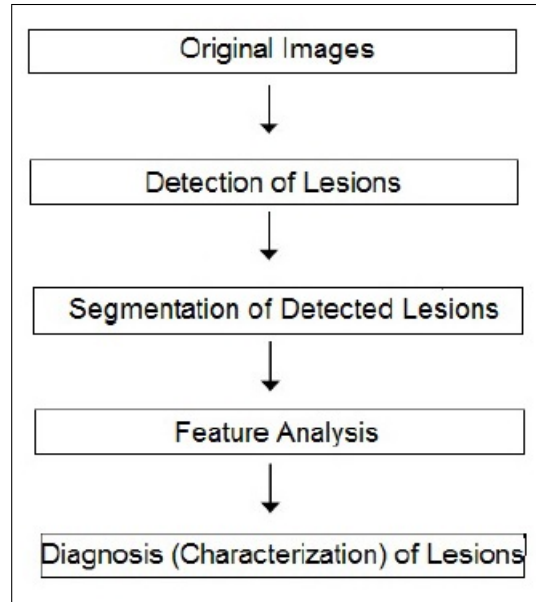 Original Images
Detection of Lesions
Segmentation of Detected Lesions
Feature Analysis
Diagnosis (Characterization) of Lesions